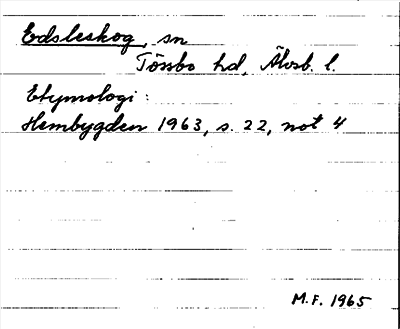 Edsleskog, sn
Tössbo hd, Älvsb. l.
Etymologi:
Hembygden 1963, s. 22, not 4
M.F. 1965